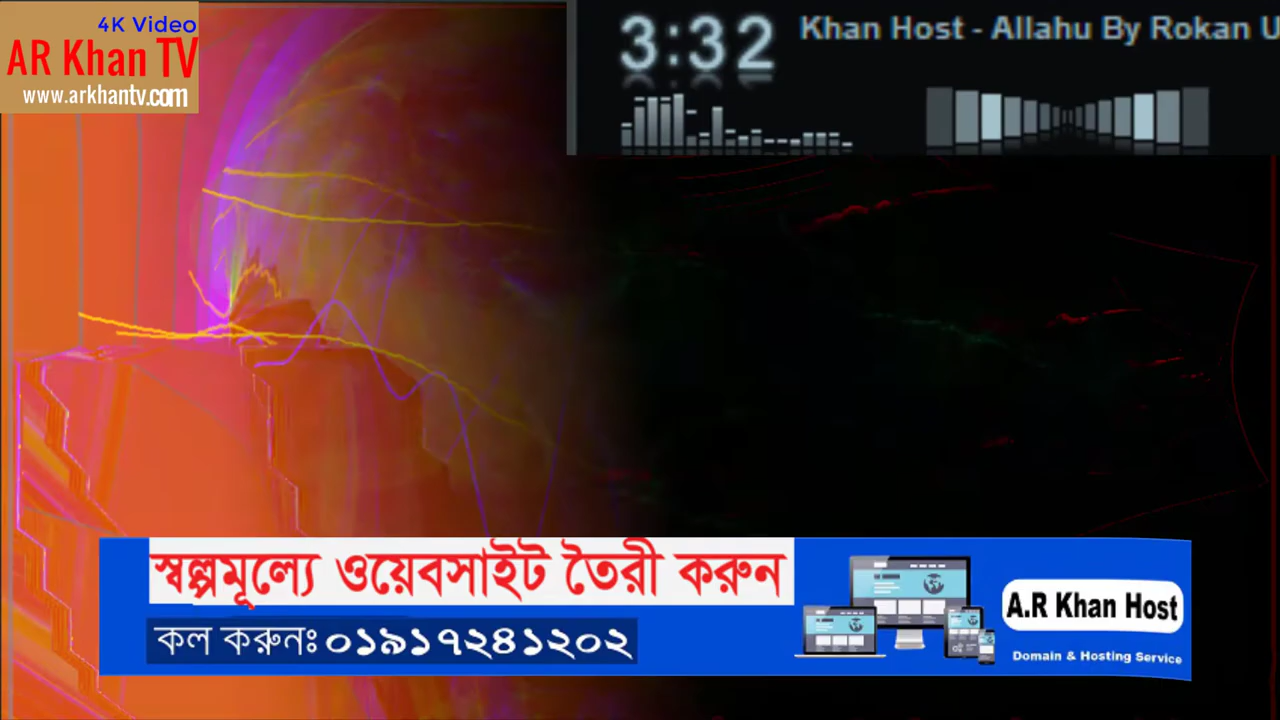 4K Video
AR Khan TV
www.arkhantv.com
3:32
Khan Host - Allahu By Rokan U
স্বল্পমূল্যে ওয়েবসাইট তৈরী করুন
কল করুনঃ ০১৯১৭২৪১২০২
A.R Khan Host
Domain & Hosting Service